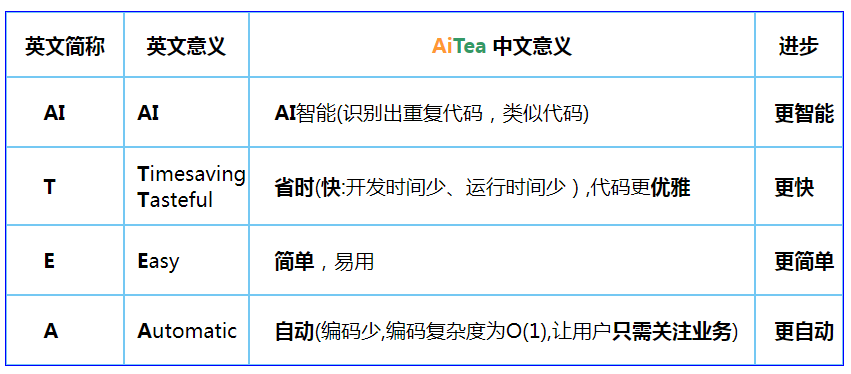 英文简称 英文意义 AiTea 中文意义 进步
AI AI AI智能(识别出重复代码，类似代码) 更智能
T Timesaving
Tasteful 省时(快:开发时间少、运行时间少）,代码更优雅 更快
E Easy 简单，易用 更简单
A Automatic 自动(编码少,编码复杂度为O(1),让用户只需关注业务) 更自动